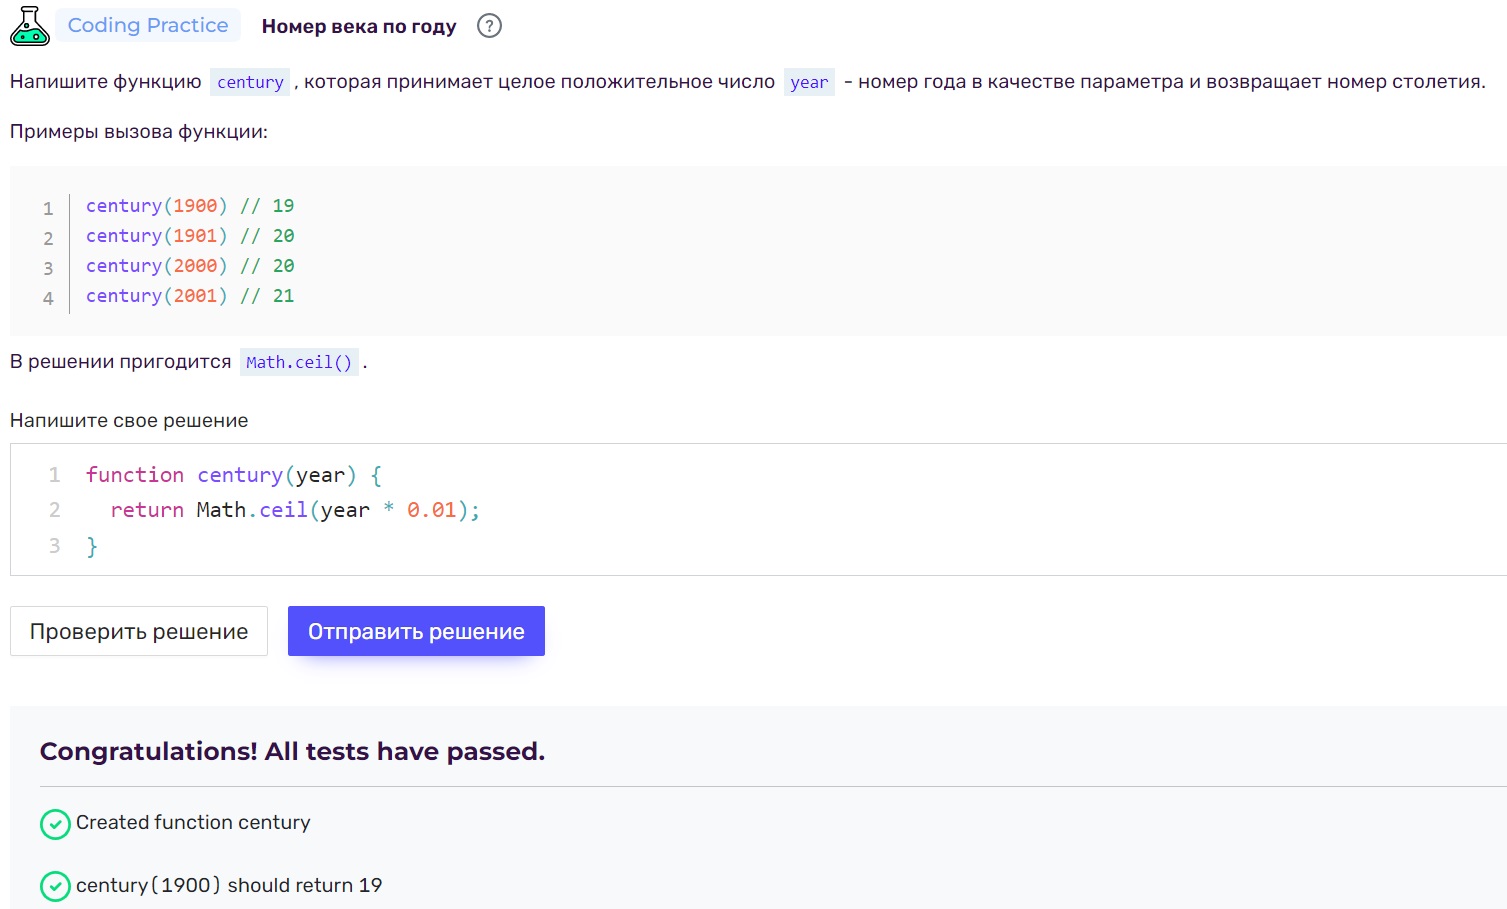 Coding Practice Номер века по году ?
Напишите функцию century , которая принимает целое положительное число year - номер года в качестве параметра и возвращает номер столетия.
Примеры вызова функции:
1 century(1900) // 19
2 century(1901) // 20
3 century(2000) // 20
4 century(2001) // 21
В решении пригодится Math.ceil() .
Напишите свое решение
1 function century(year) {
2 return Math.ceil(year * 0.01);
3 }
Проверить решение Отправить решение
Congratulations! All tests have passed.
Created function century
century(1900) should return 19